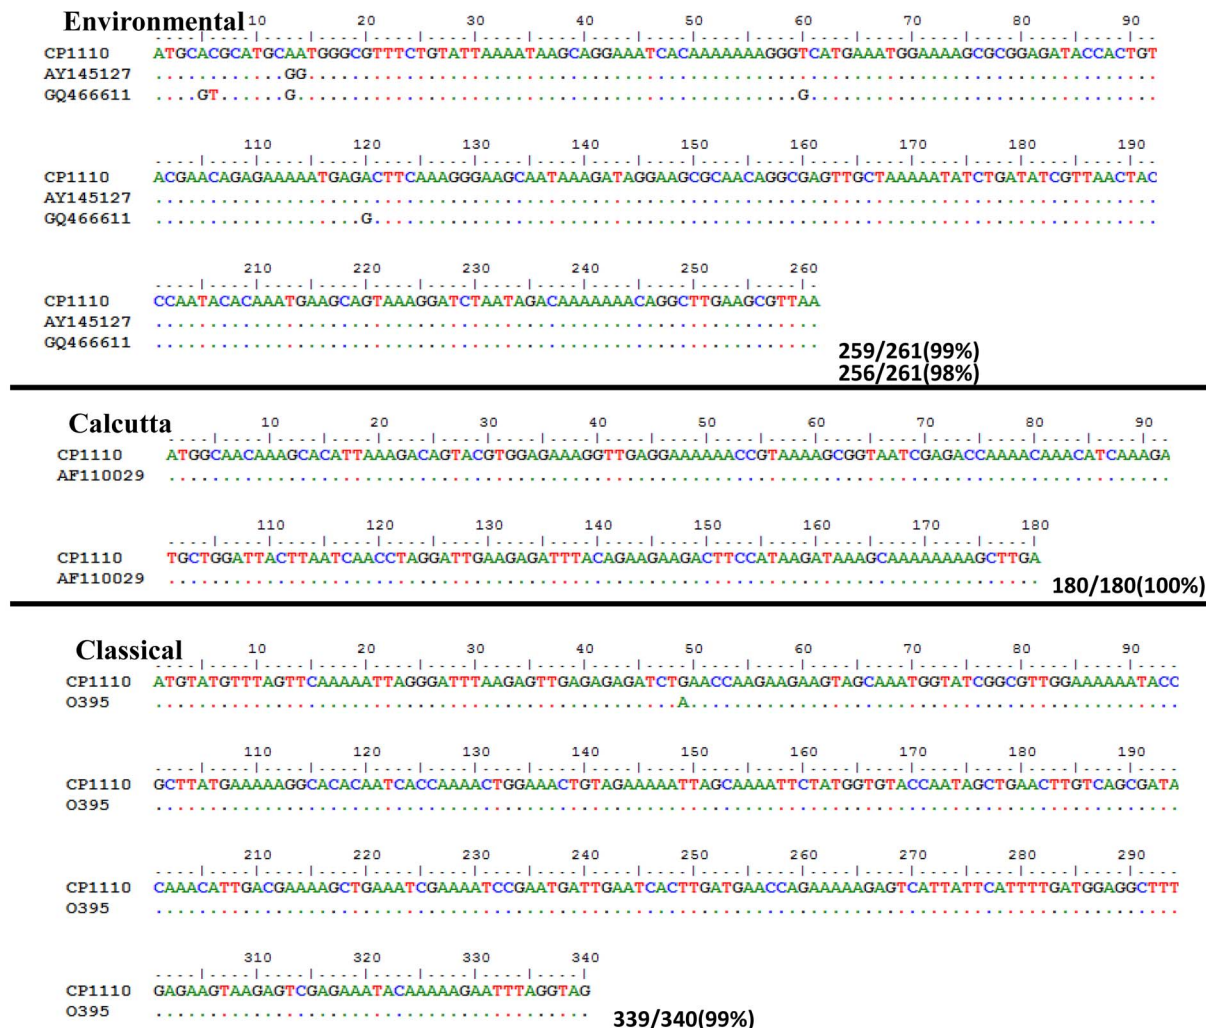 Environmental
10 20 30 40 50 60 70 80 90
CP1110 ATGCACGCATGCAATGGGCGTTTCTGTATTAAAATAAGCAGGAAATCACAAAAAAAGGGTCATGAAATGGAAAAGCGCGGAGATACCACTGT
AY145127 GG
GQ466611 GT G G
110 120 130 140 150 160 170 180 190
CP1110 ACGAACAGAGAAAAATGAGACTTCAAAGGGAAGCAATAAAGATAGGAAGCGCAACAGGCGAGTTGCTAAAAATATCTGATATCGTTAACTAC
AY145127
GQ466611 G
210 220 230 240 250 260
CP1110 CCAATACACAAATGAAGCAGTAAAGGATCTAATAGACAAAAAAACAGGCTTGAAGCGTTAA
AY145127
GQ466611
259/261(99%)
256/261(98%)
Calcutta
10 20 30 40 50 60 70 80 90
CP1110 ATGGCAACAAAGCACATTAAAGACAGTACGTGGAGAAAGGTTGAGGAAAAAACCGTAAAAGCGGTAATCGAGACCAAAACAAACATCAAAGA
AF110029
110 120 130 140 150 160 170 180
CP1110 TGCTGGATTACTTAATCAACCTAGGATTGAAGAGATTTACAGAAGAAGACTTCCATAAGATAAAGCAAAAAAAAGCTTGA
AF110029
180/180(100%)
Classical
10 20 30 40 50 60 70 80 90
CP1110 ATGTATGTTTAGTTCAAAAATTAGGGATTTAAGAGTTGAGAGAGATCTGAACCAAGAAGAAGTAGCAAATGGTATCGGCGTTGGAAAAAATACC
O395 A
110 120 130 140 150 160 170 180 190
CP1110 GCTTATGAAAAAGGCACACAATCACCAAAACTGGAAACTGTAGAAAAATTAGCAAAATTCTATGGTGTACCAATAGCTGAACTTGTCAGCGATA
O395
210 220 230 240 250 260 270 280 290
CP1110 CAAACATTGACGAAAAGCTGAAATCGAAAATCCGAATGATTGAATCACTTGATGAACCAGAAAAAGAGTCATTATTCATTTTGATGGAGGCTTT
O395
310 320 330 340
CP1110 GAGAAGTAAGAGTCGAGAAATACAAAAAGAATTTAGGTAG
O395
339/340(99%)